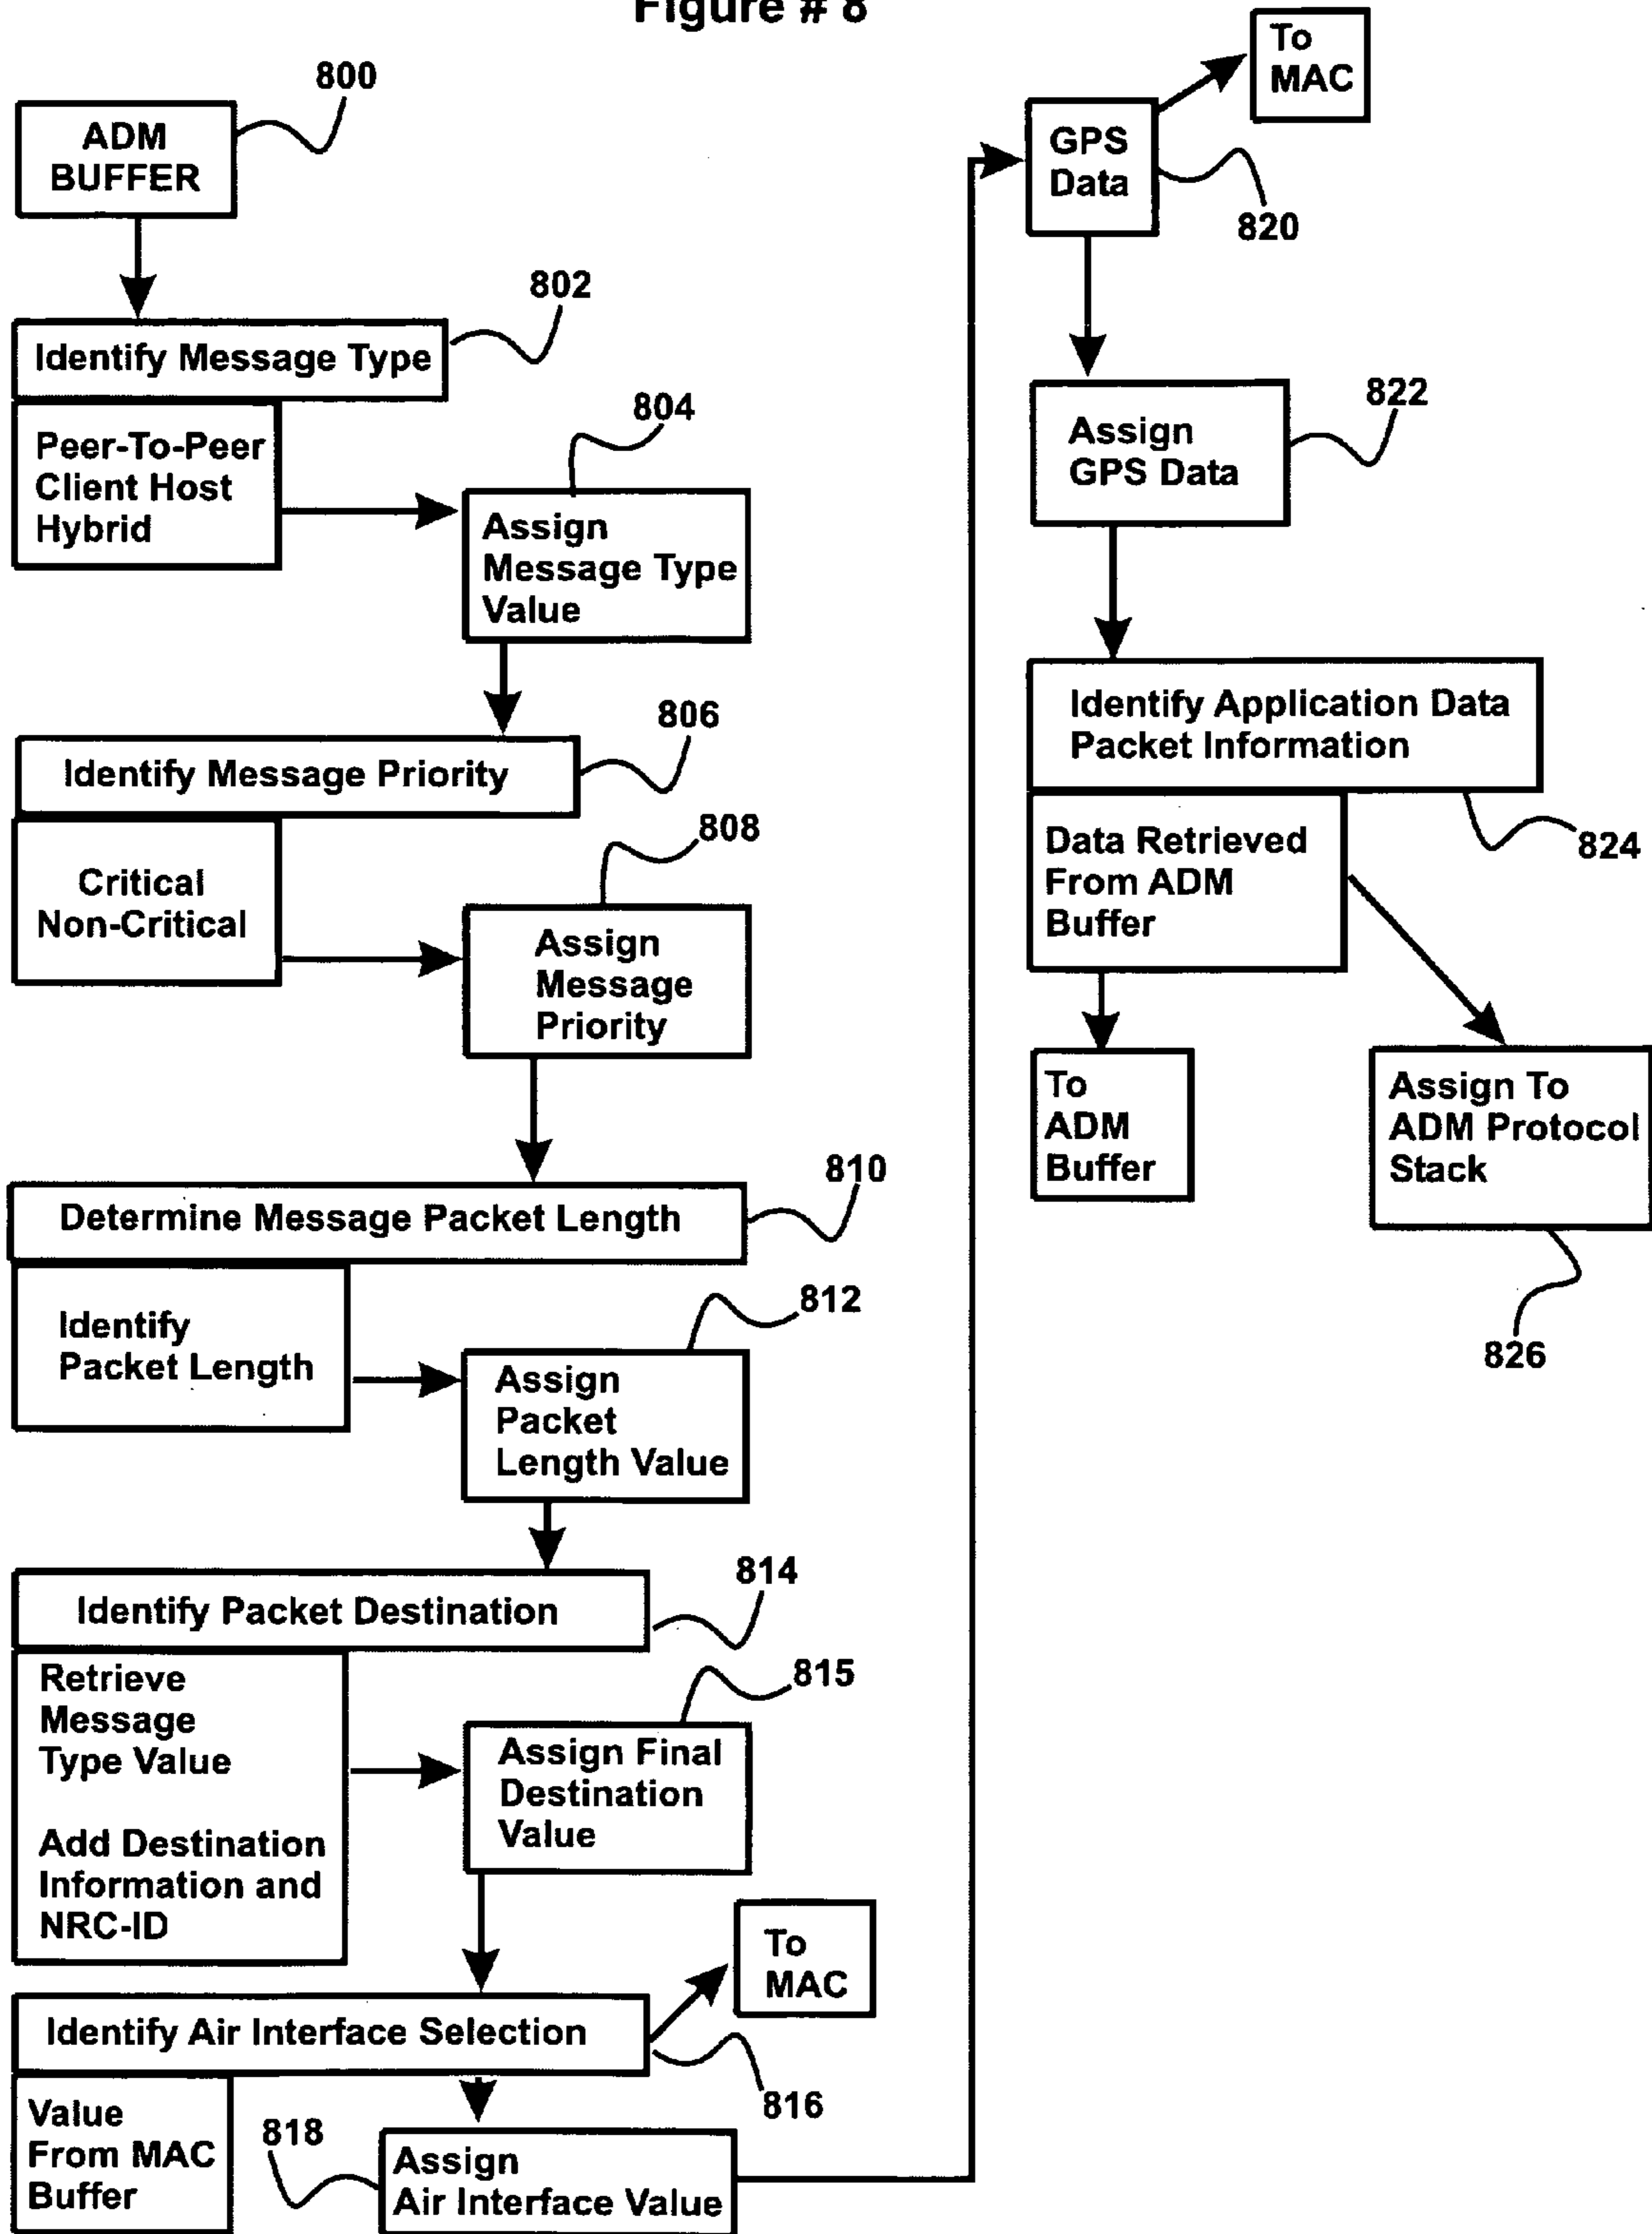 Figure # 8
800
ADM
BUFFER
802
Identify Message Type
Peer-To-Peer
Client Host
Hybrid
804
Assign
Message Type
Value
806
Identify Message Priority
Critical
Non-Critical
808
Assign
Message
Priority
810
Determine Message Packet Length
Identify
Packet Length
812
Assign
Packet
Length Value
814
Identify Packet Destination
Retrieve
Message
Type Value
Add Destination
Information and
NRC-ID
815
Assign Final
Destination
Value
To
MAC
Identify Air Interface Selection
816
Value
From MAC
Buffer
818
Assign
Air Interface Value
To
MAC
GPS
Data
820
822
Assign
GPS Data
Identify Application Data
Packet Information
824
Data Retrieved
From ADM
Buffer
To
ADM
Buffer
Assign To
ADM Protocol
Stack
826